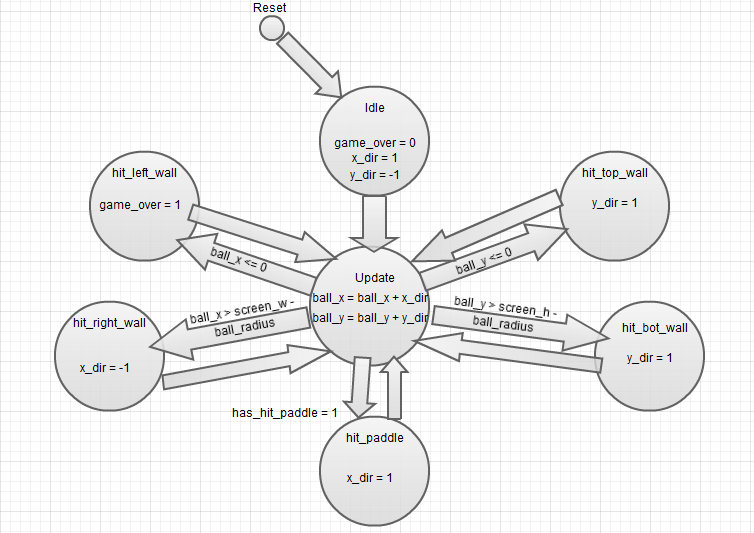 Reset
Idle
game_over = 0
x_dir = 1
y_dir = -1
hit_left_wall
game_over = 1
hit_top_wall
y_dir = 1
ball_x <= 0
ball_y <= 0
Update
ball_x = ball_x + x_dir
ball_y = ball_y + y_dir
hit_right_wall
x_dir = -1
ball_x > screen_w -
ball_radius
ball_y > screen_h -
ball_radius
hit_bot_wall
y_dir = 1
has_hit_paddle = 1
hit_paddle
x_dir = 1